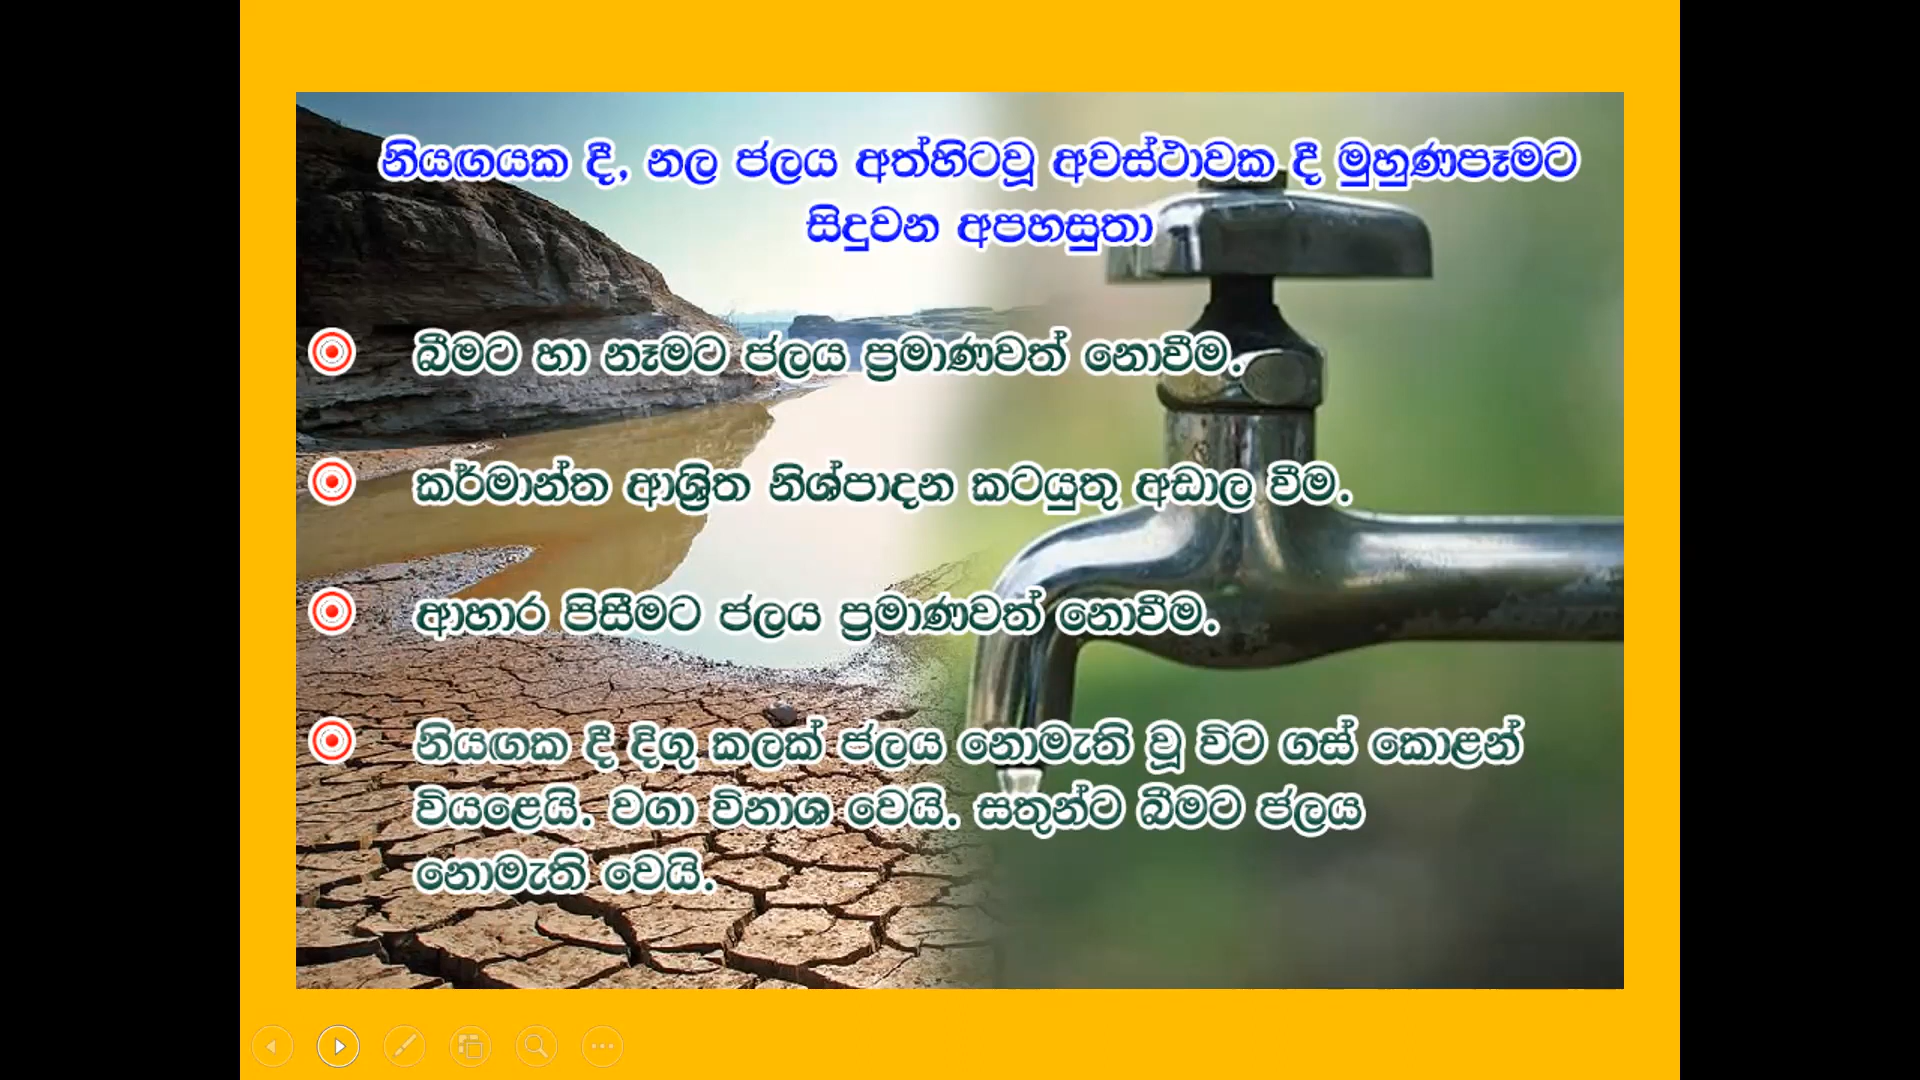 නියඟයක දී, නල ජලය අත්හිටවූ අවස්ථාවක දී මුහුණපෑමට
සිදුවන අපහසුතා
බීමට හා නෑමට ජලය ප්‍රමාණවත් නොවීම.
කර්මාන්ත ආශ්‍රිත නිශ්පාදන කටයුතු අඩාල වීම.
ආහාර පිසීමට ජලය ප්‍රමාණවත් නොවීම.
නියඟක දී දිගු කලක් ජලය නොමැති වූ විට ගස් කොළන්
වියළෙයි. වගා විනාශ වෙයි. සතුන්ට බීමට ජලය
නොමැති වෙයි.